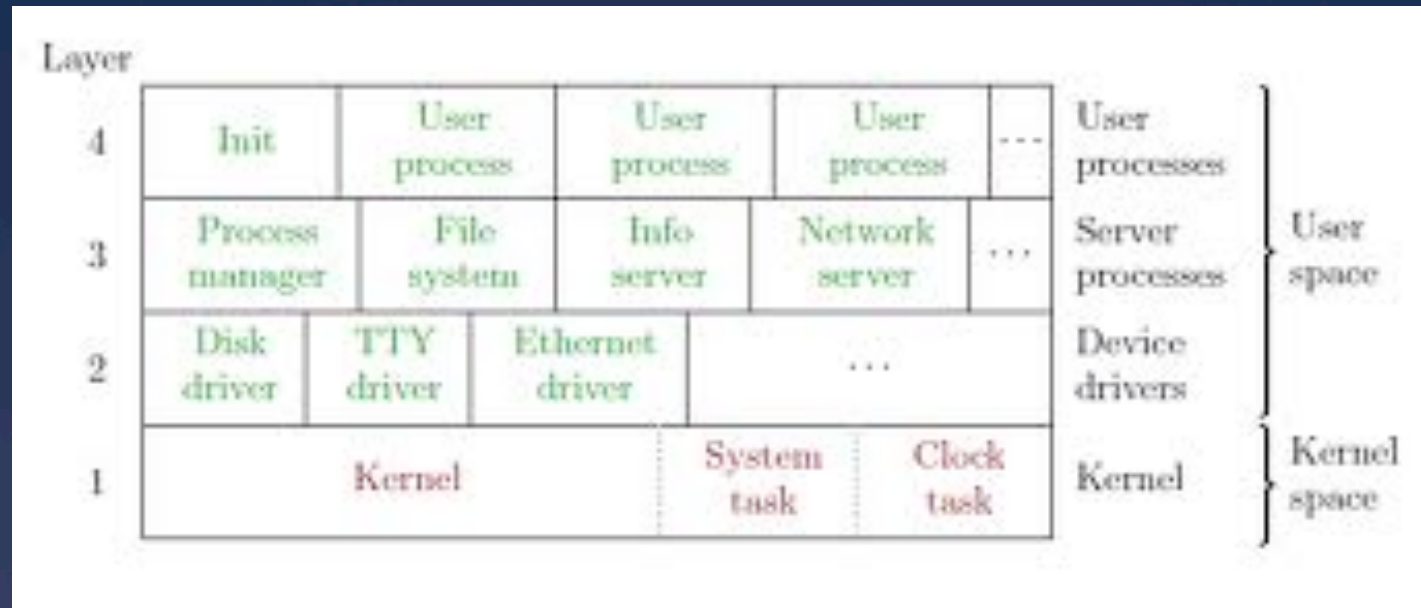 Layer
4 Init User process User process User process --- User processes
3 Process manager File system Info server Network server ... Server processes User space
2 Disk driver TTY driver Ethernet driver ... Device drivers
1 Kernel System task Clock task Kernel Kernel space